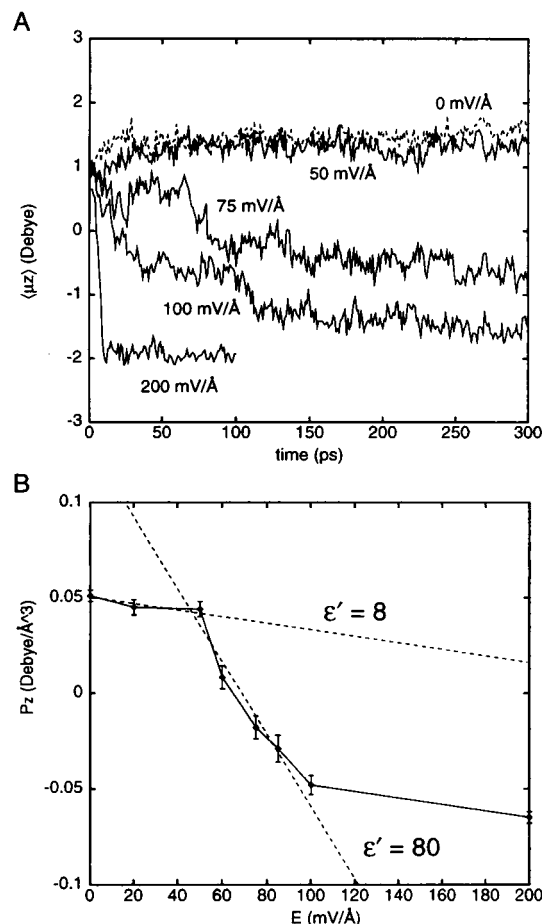 A
3
2
1
0
-1
-2
-3
⟨μz⟩ (Debye)
0 mV/Å
50 mV/Å
75 mV/Å
100 mV/Å
200 mV/Å
0 50 100 150 200 250 300
time (ps)
B
0.1
0.05
0
-0.05
-0.1
Pz (Debye/Å^3)
ε' = 8
ε' = 80
0 20 40 60 80 100 120 140 160 180 200
E (mV/Å)